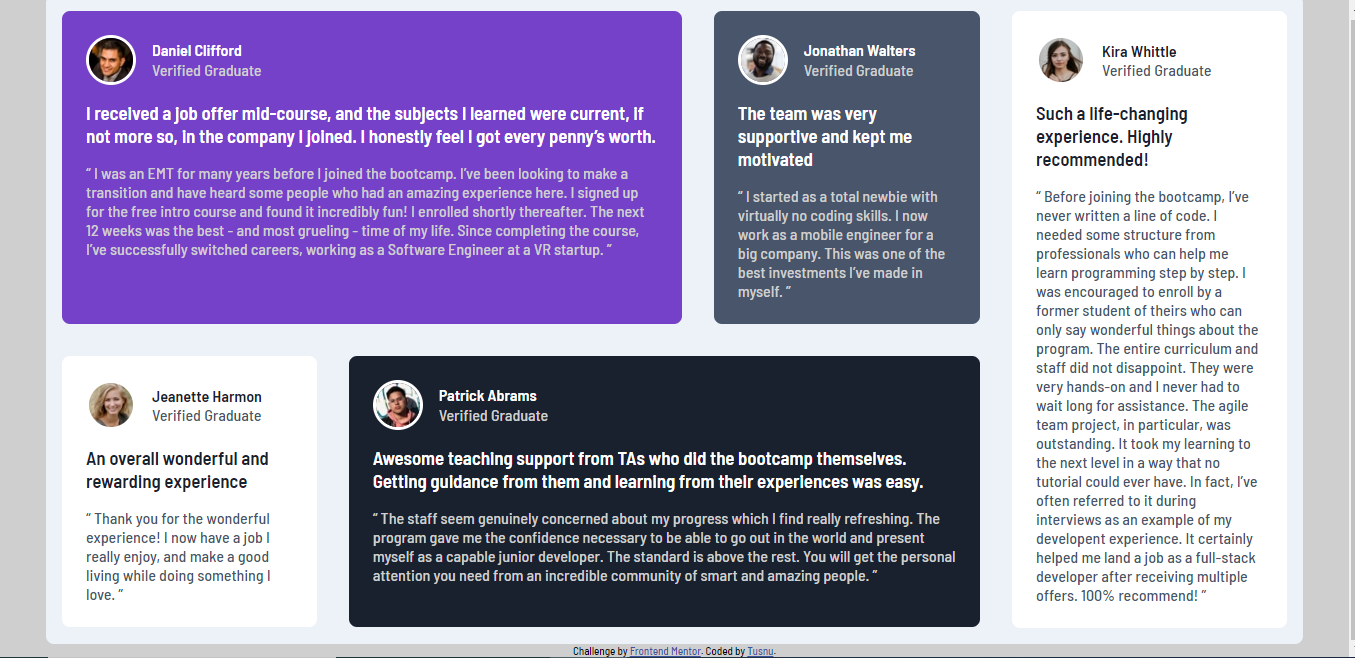 Daniel Clifford
Verified Graduate
I received a job offer mid-course, and the subjects I learned were current, if
not more so, in the company I joined. I honestly feel I got every penny’s worth.
“ I was an EMT for many years before I joined the bootcamp. I’ve been looking to make a
transition and have heard some people who had an amazing experience here. I signed up
for the free intro course and found it incredibly fun! I enrolled shortly thereafter. The next
12 weeks was the best - and most grueling - time of my life. Since completing the course,
I’ve successfully switched careers, working as a Software Engineer at a VR startup. ”
Jonathan Walters
Verified Graduate
The team was very
supportive and kept me
motivated
“ I started as a total newbie with
virtually no coding skills. I now
work as a mobile engineer for a
big company. This was one of the
best investments I’ve made in
myself. ”
Kira Whittle
Verified Graduate
Such a life-changing
experience. Highly
recommended!
“ Before joining the bootcamp, I’ve
never written a line of code. I
needed some structure from
professionals who can help me
learn programming step by step. I
was encouraged to enroll by a
former student of theirs who can
only say wonderful things about the
program. The entire curriculum and
staff did not disappoint. They were
very hands-on and I never had to
wait long for assistance. The agile
team project, in particular, was
outstanding. It took my learning to
the next level in a way that no
tutorial could ever have. In fact, I’ve
often referred to it during
interviews as an example of my
developent experience. It certainly
helped me land a job as a full-stack
developer after receiving multiple
offers. 100% recommend! ”
Jeanette Harmon
Verified Graduate
An overall wonderful and
rewarding experience
“ Thank you for the wonderful
experience! I now have a job I
really enjoy, and make a good
living while doing something I
love. ”
Patrick Abrams
Verified Graduate
Awesome teaching support from TAs who did the bootcamp themselves.
Getting guidance from them and learning from their experiences was easy.
“ The staff seem genuinely concerned about my progress which I find really refreshing. The
program gave me the confidence necessary to be able to go out in the world and present
myself as a capable junior developer. The standard is above the rest. You will get the personal
attention you need from an incredible community of smart and amazing people. ”
Challenge by Frontend Mentor. Coded by Tusnu.